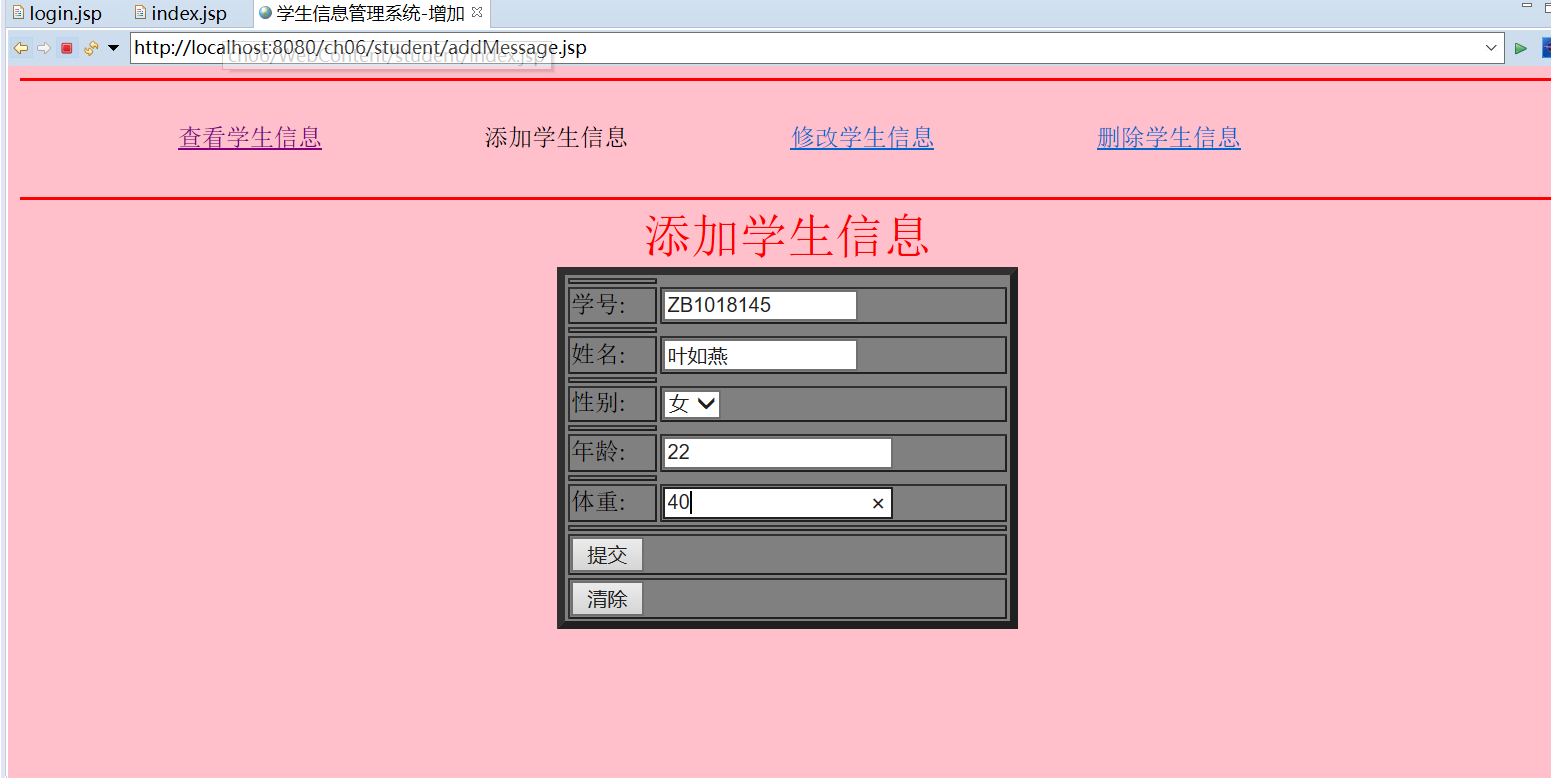 login.jsp index.jsp 学生信息管理系统-增加
http://localhost:8080/ch06/student/addMessage.jsp
ch06/WebContent/student/index.jsp
查看学生信息 添加学生信息 修改学生信息 删除学生信息
添加学生信息
学号: ZB1018145
姓名: 叶如燕
性别: 女
年龄: 22
体重: 40
提交
清除